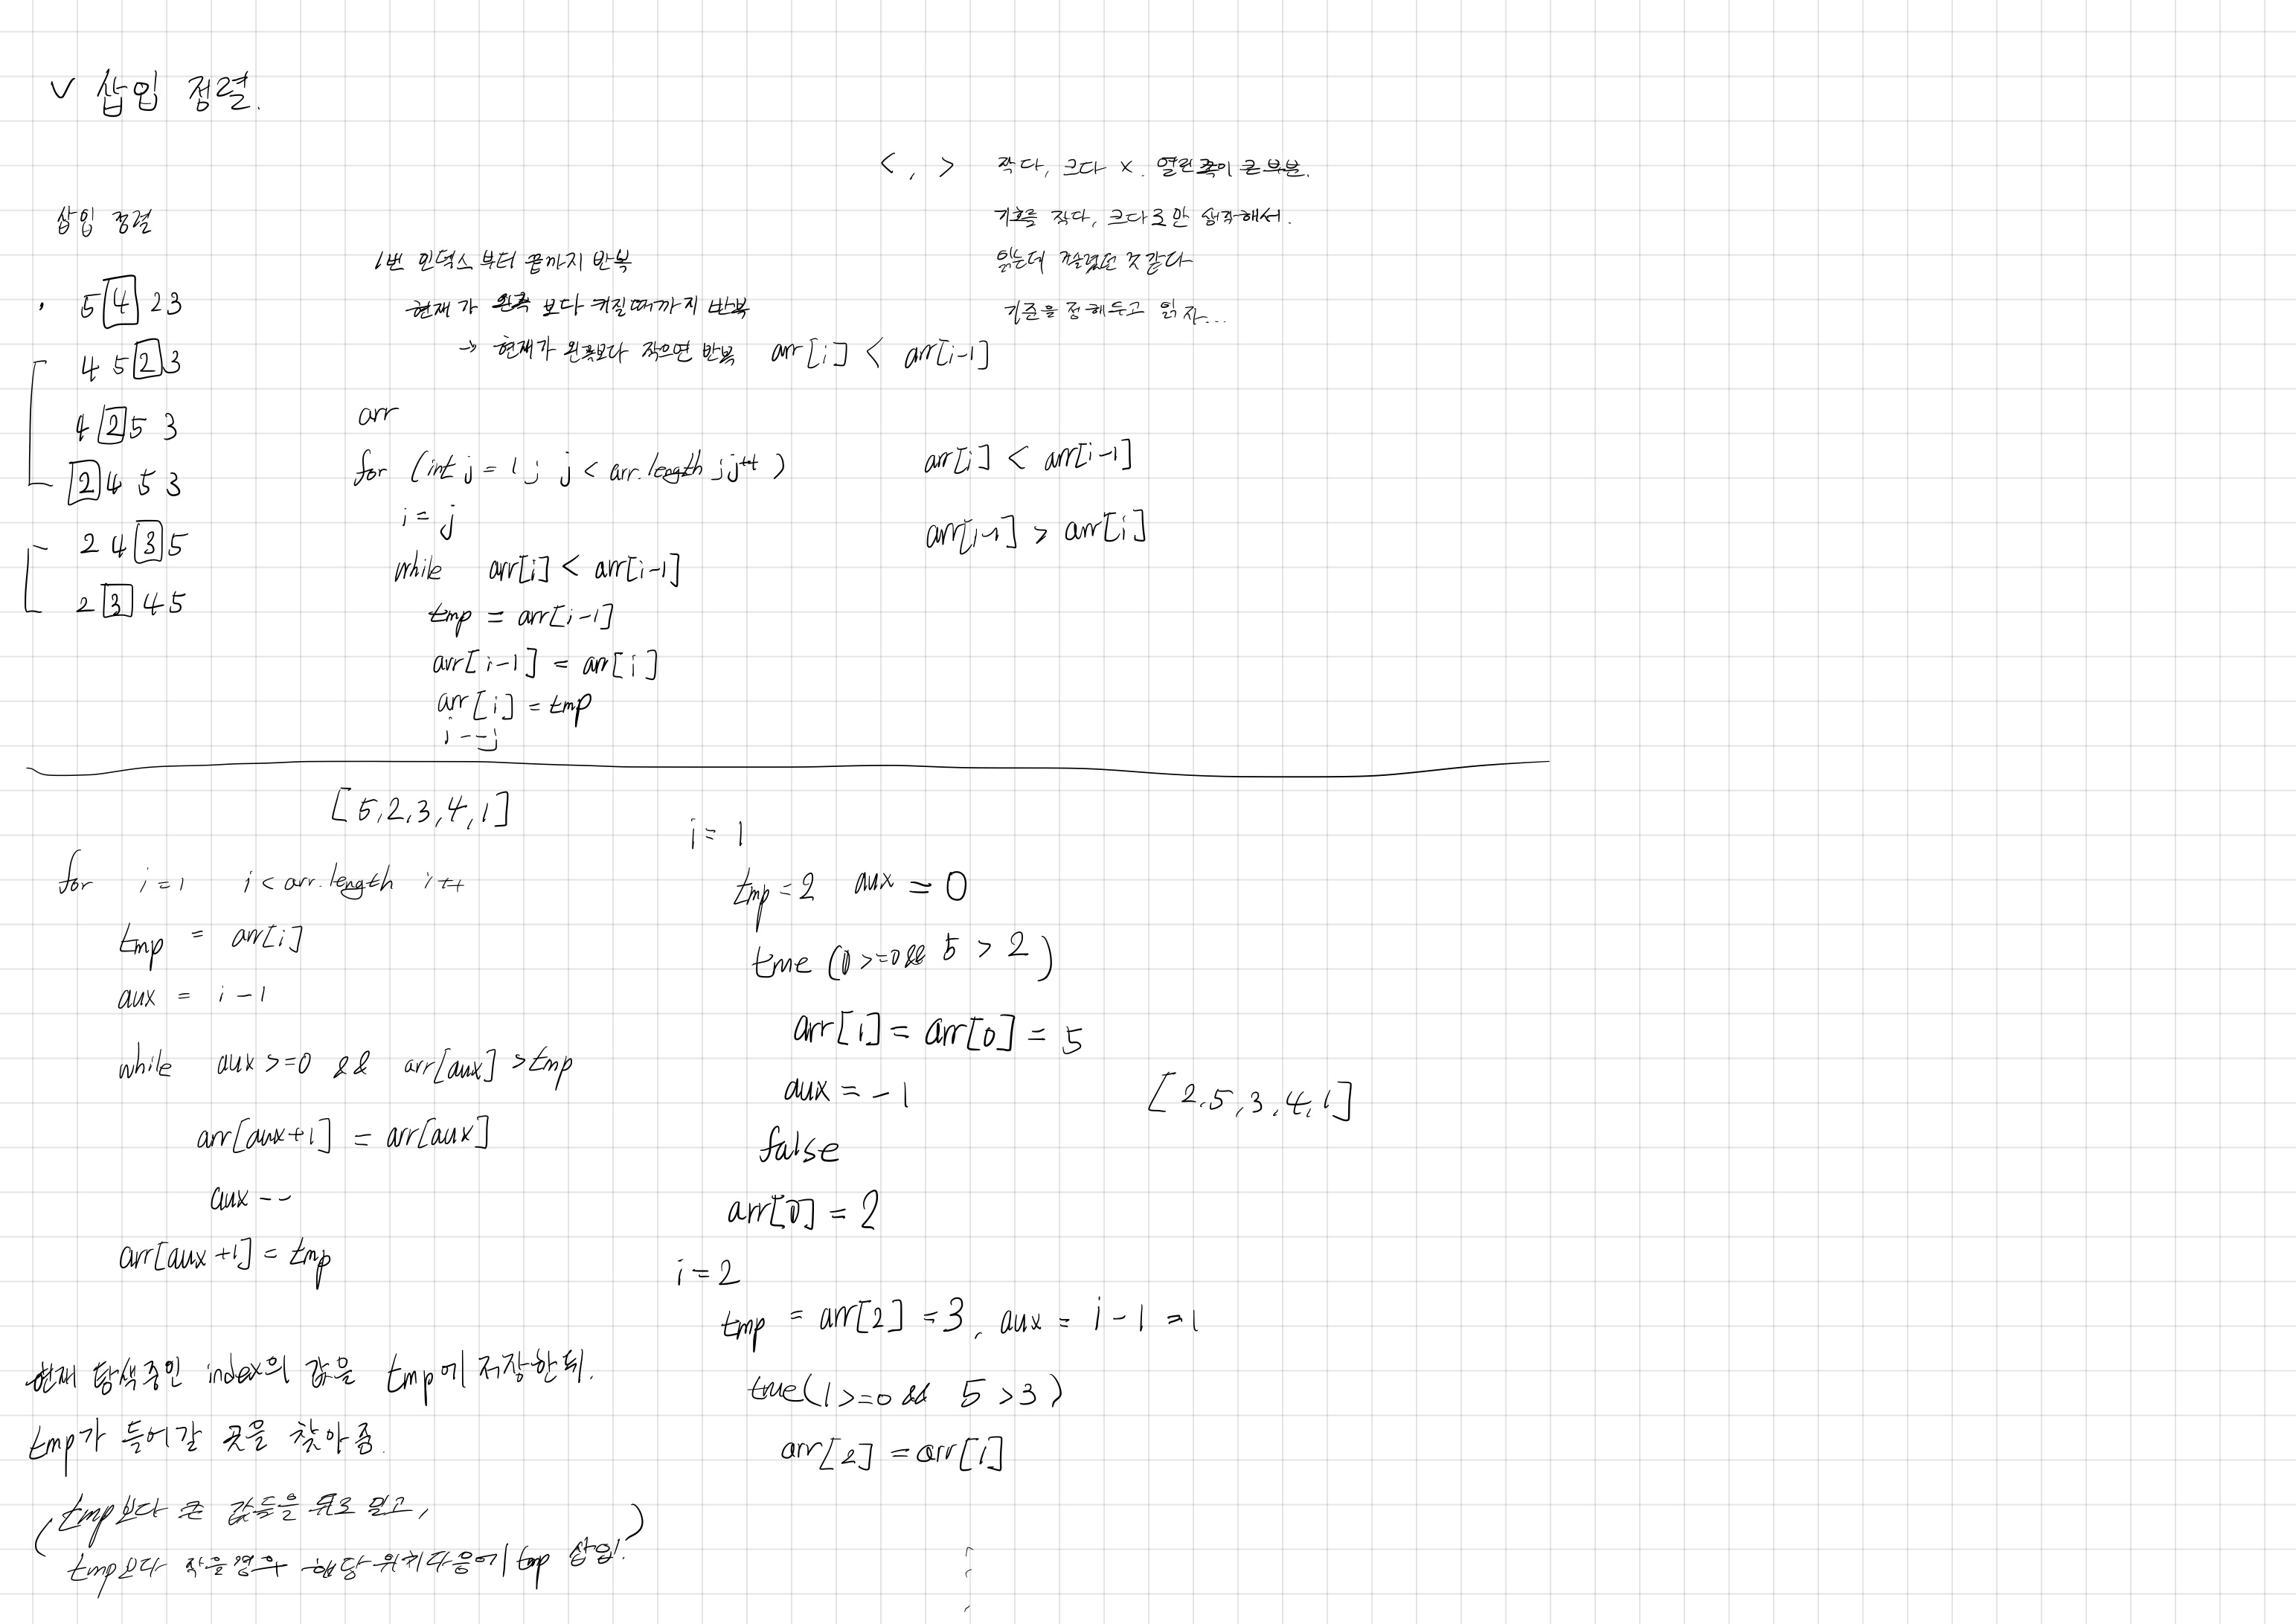 ∨ 삽입 정렬.
<, > 작다, 크다 x. 열린 쪽이 큰 부분.
기호를 작다, 크다로만 생각해서.
읽는데 헷갈렸던 것 같다
기준을 정해두고 읽자...
삽입 정렬
5 4 2 3
4 5 2 3
4 2 5 3
2 4 5 3
2 4 3 5
2 3 4 5
1번 인덱스 부터 끝까지 반복
현재가 왼쪽 보다 커질때까지 반복
→ 현재가 왼쪽보다 작으면 반복 arr[i] < arr[i-1]
arr
for (int j = 1; j < arr.length; j++)
i = j
while arr[i] < arr[i-1]
tmp = arr[i-1]
arr[i-1] = arr[i]
arr[i] = tmp
i--;
arr[i] < arr[i-1]
arr[i-1] > arr[i]
[5,2,3,4,1]
for i=1 i < arr.length i++
tmp = arr[i]
aux = i-1
while aux >=0 && arr[aux] > tmp
arr[aux+1] = arr[aux]
aux--
arr[aux+1] = tmp
현재 탐색중인 index의 값을 tmp에 저장한뒤.
tmp가 들어갈 곳을 찾아줌.
(tmp보다 큰 값들을 뒤로 밀고,
tmp보다 작을경우 해당 위치다음에 tmp 삽입!)
i = 1
tmp = 2 aux = 0
true (0 >=0 && 5 > 2)
arr[1] = arr[0] = 5
aux = -1
false
arr[0] = 2
[2,5,3,4,1]
i = 2
tmp = arr[2] = 3, aux = i-1 = 1
true(1 >=0 && 5 > 3)
arr[2] = arr[1]